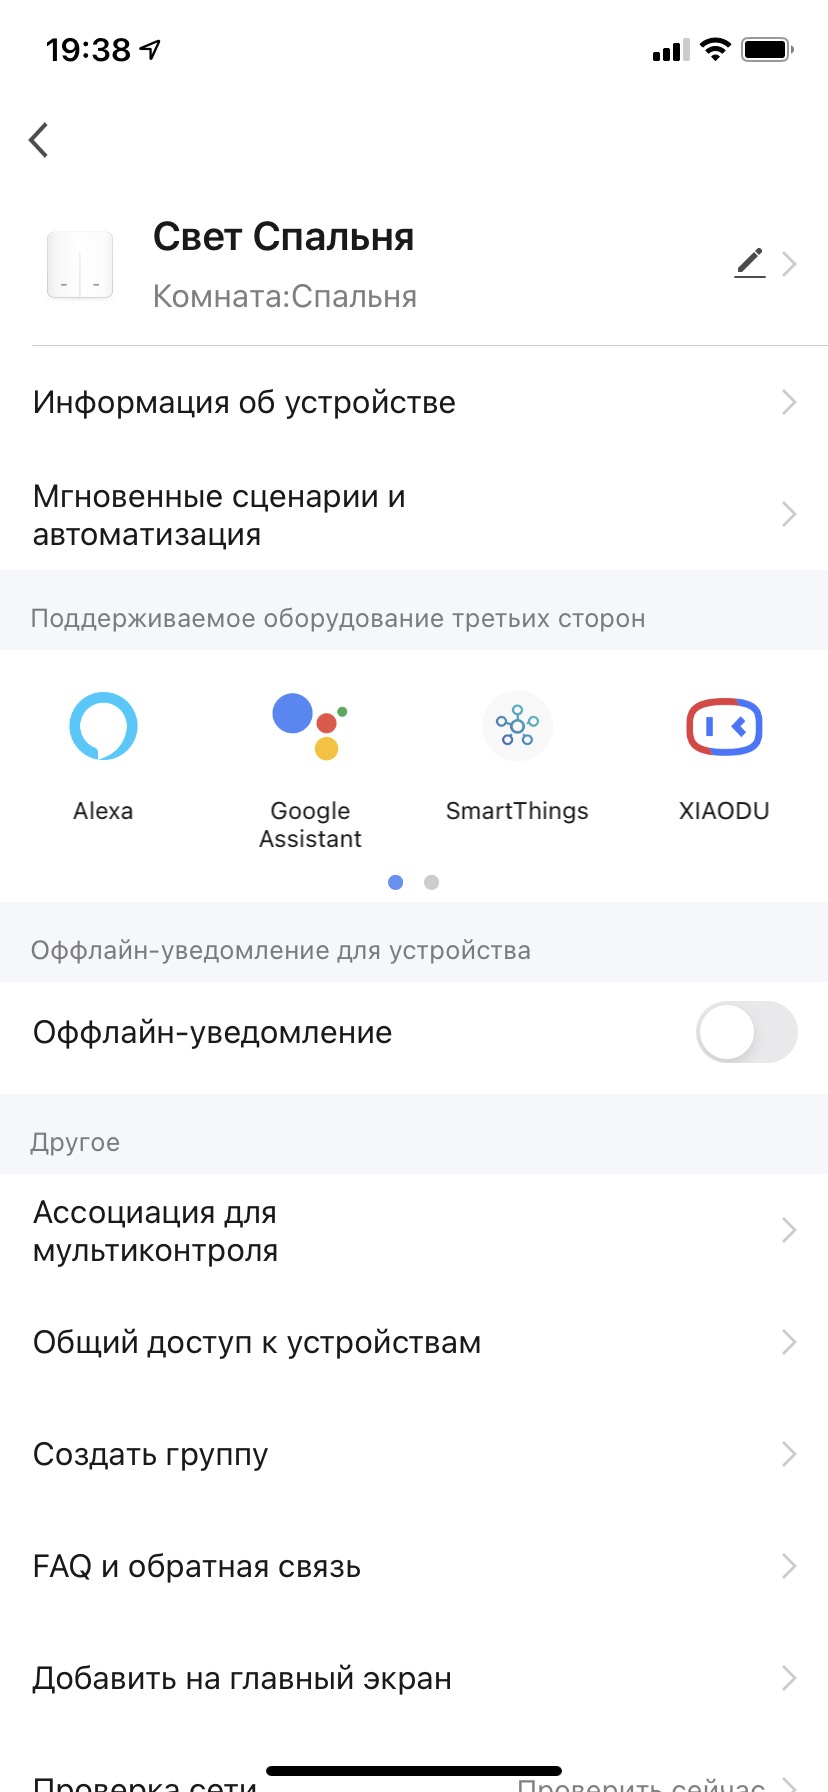 19:38
Свет Спальня
Комната:Спальня
Информация об устройстве
Мгновенные сценарии и
автоматизация
Поддерживаемое оборудование третьих сторон
Alexa
Google
Assistant
SmartThings
XIAODU
Оффлайн-уведомление для устройства
Оффлайн-уведомление
Другое
Ассоциация для
мультиконтроля
Общий доступ к устройствам
Создать группу
FAQ и обратная связь
Добавить на главный экран
Проверка сети
Проверить сейчас